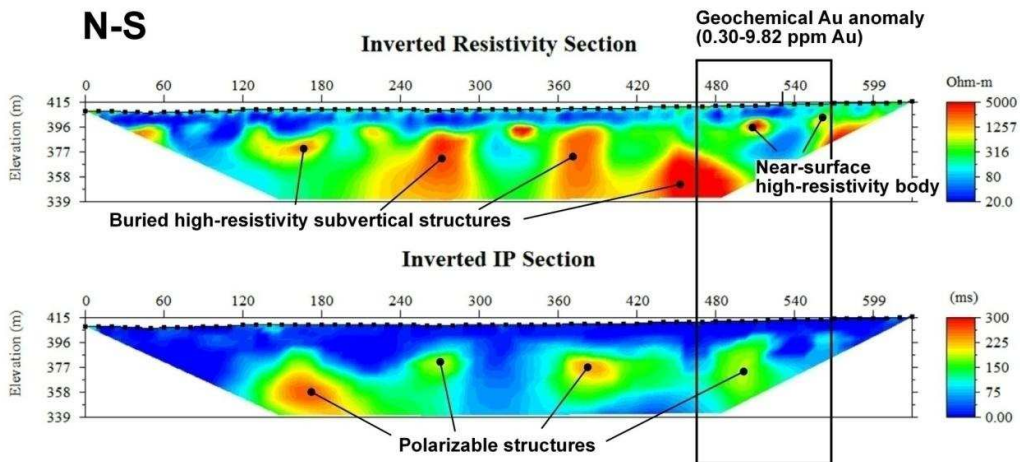 N-S
Geochemical Au anomaly
(0.30-9.82 ppm Au)
Inverted Resistivity Section
0 60 120 180 240 300 360 420 480 540 599
Ohm-m
Elevation (m)
415
396
377
358
339
5000
1257
316
80
20.0
Near-surface
high-resistivity body
Buried high-resistivity subvertical structures
Inverted IP Section
0 60 120 180 240 300 360 420 480 540 599
(ms)
Elevation (m)
415
396
377
358
339
300
225
150
75
0.00
Polarizable structures